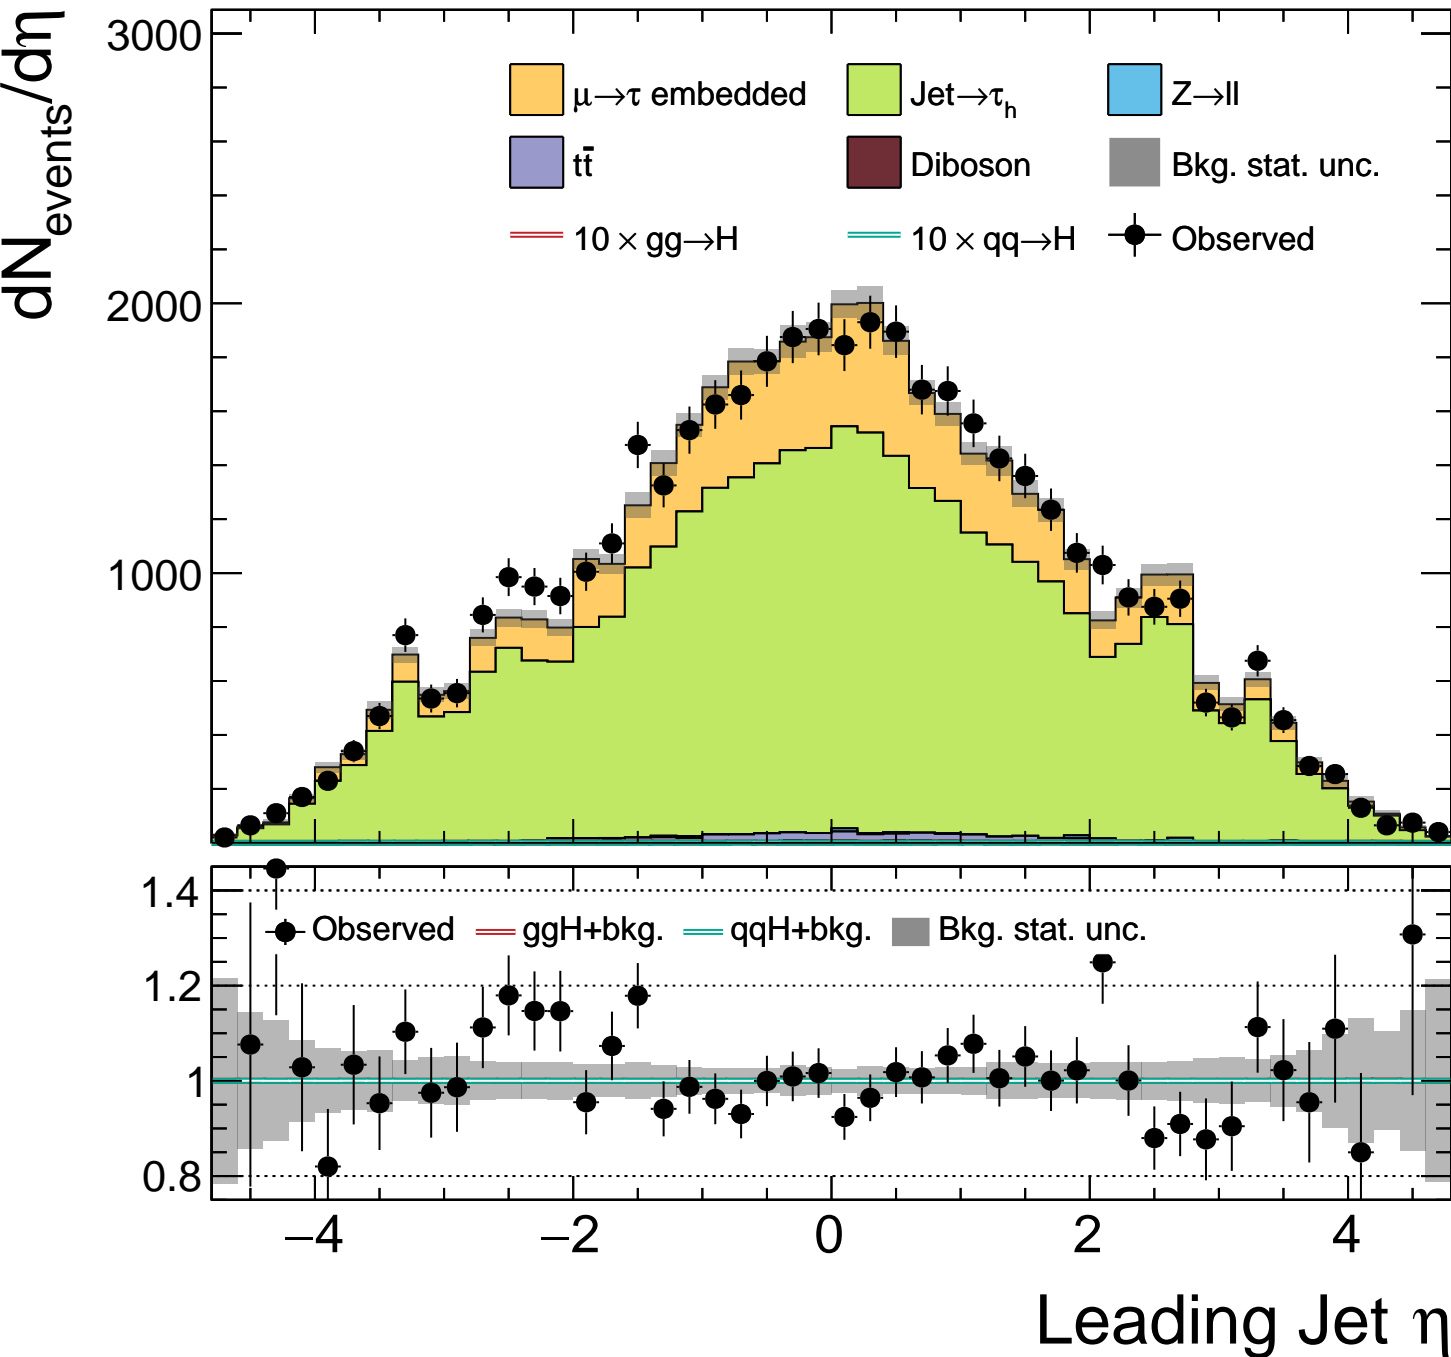 dN_events/dη
3000
2000
1000
μ→τ embedded
Jet→τ_h
Z→ll
tt̄
Diboson
Bkg. stat. unc.
10 × gg→H
10 × qq→H
Observed
1.4
1.2
1
0.8
Observed
ggH+bkg.
qqH+bkg.
Bkg. stat. unc.
−4
−2
0
2
4
Leading Jet η